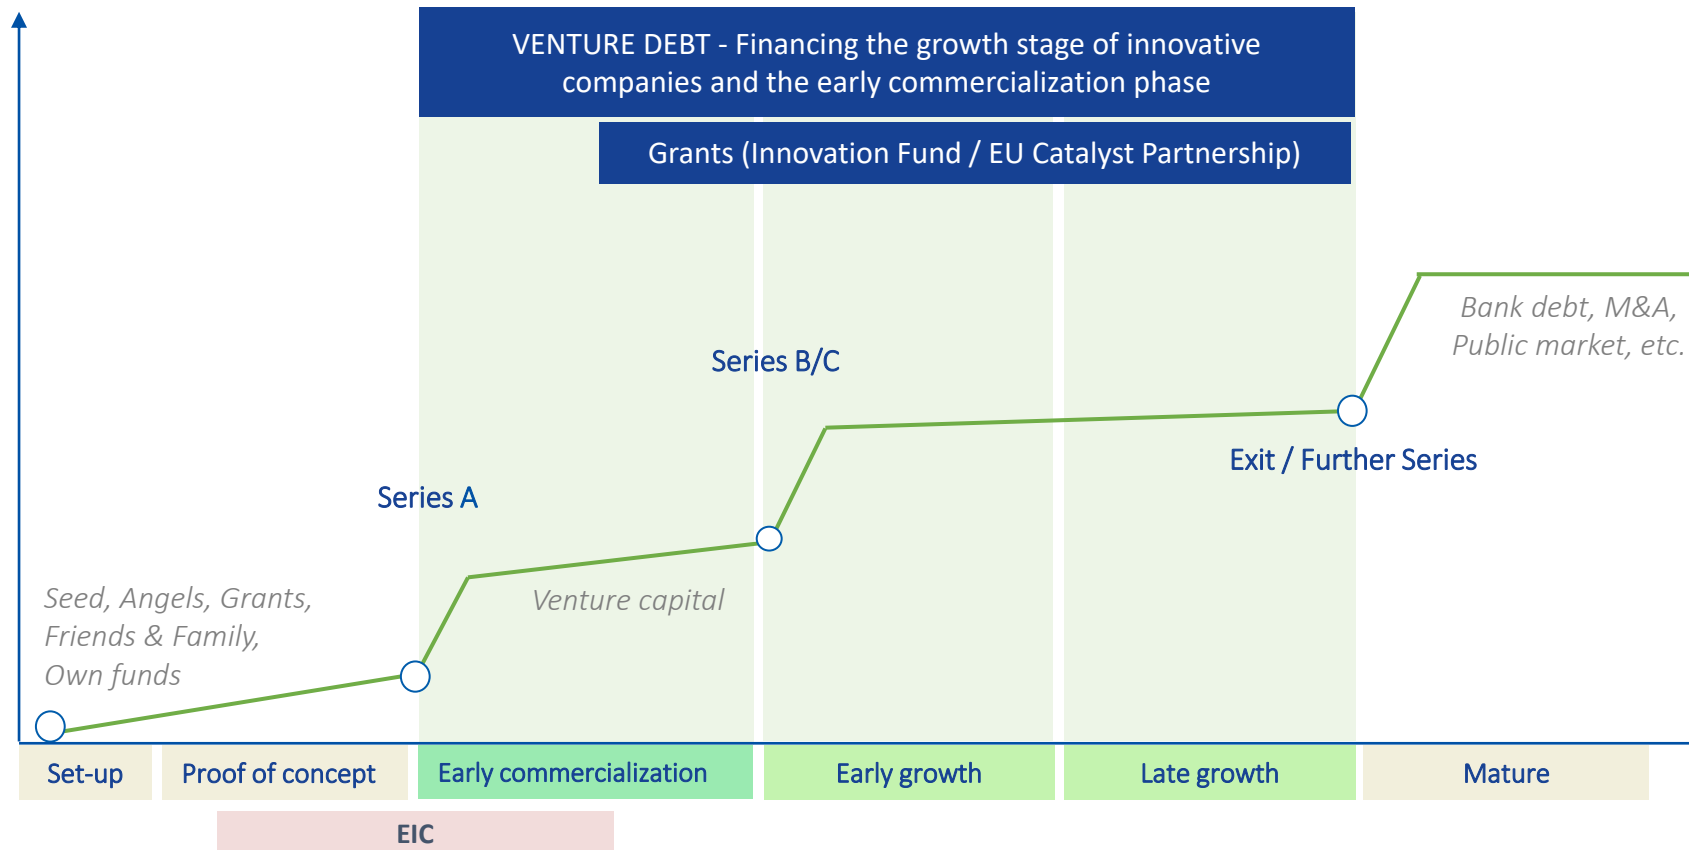 VENTURE DEBT - Financing the growth stage of innovative
companies and the early commercialization phase
Grants (Innovation Fund / EU Catalyst Partnership)
Bank debt, M&A,
Public market, etc.
Series B/C
Exit / Further Series
Series A
Seed, Angels, Grants,
Friends & Family,
Own funds
Venture capital
Set-up
Proof of concept
Early commercialization
Early growth
Late growth
Mature
EIC